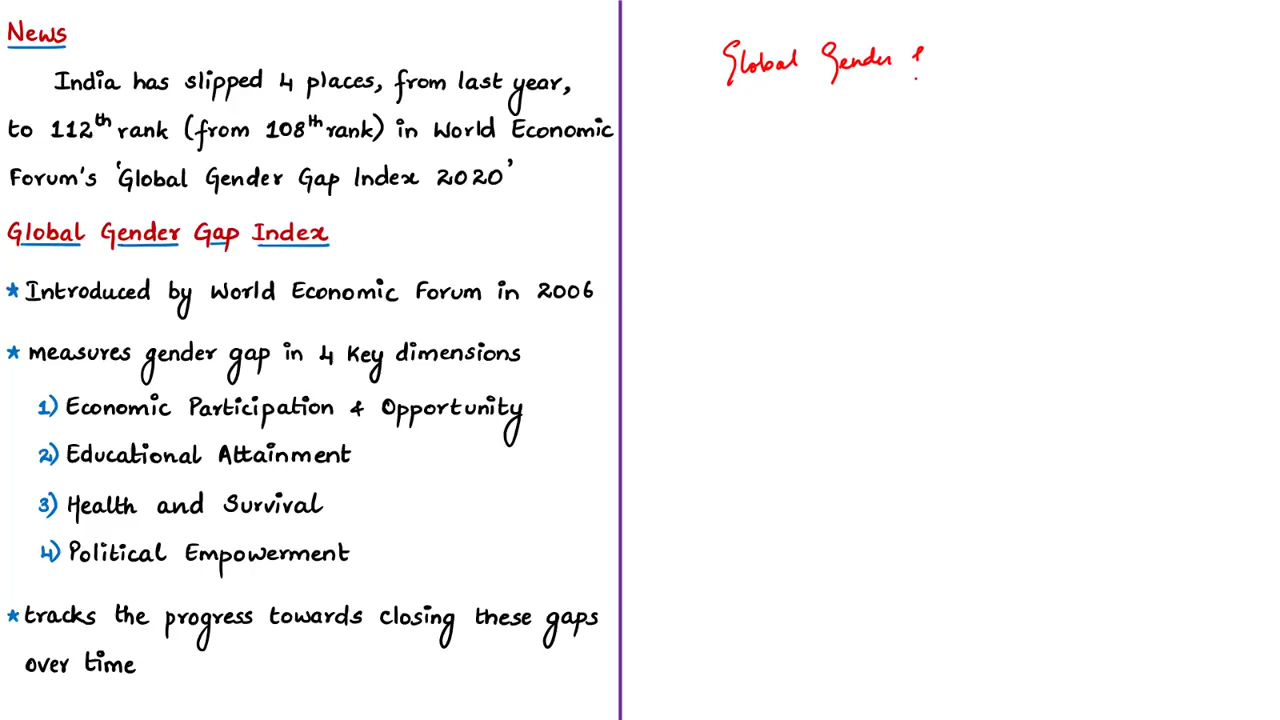 News
India has slipped 4 places, from last year,
to 112th rank (from 108th rank) in World Economic
Forum's 'Global Gender Gap Index 2020'
Global Gender Gap Index
* Introduced by World Economic Forum in 2006
* measures gender gap in 4 key dimensions
1) Economic Participation & Opportunity
2) Educational Attainment
3) Health and Survival
4) Political Empowerment
* tracks the progress towards closing these gaps
over time
Global Gender